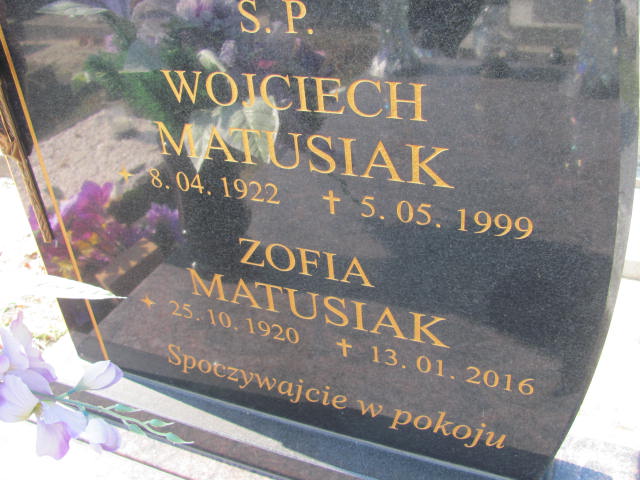 Ś. P.
WOJCIECH
MATUSIAK
8. 04. 1922 ✝ 5. 05. 1999
ZOFIA
MATUSIAK
25. 10. 1920 ✝ 13. 01. 2016
Spoczywajcie w pokoju